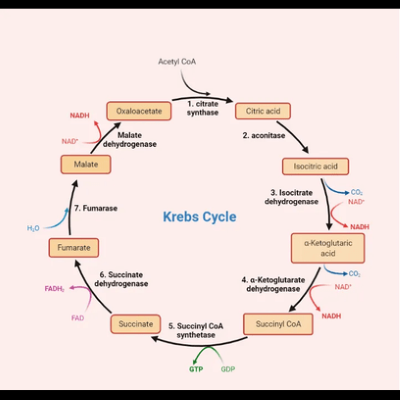 Acetyl CoA
Oxaloacetate
1. citrate
synthase
Citric acid
2. aconitase
Isocitric acid
3. Isocitrate
dehydrogenase
CO₂
NAD⁺
NADH
α-Ketoglutaric
acid
CO₂
4. α-Ketoglutarate
dehydrogenase
NAD⁺
NADH
Succinyl CoA
5. Succinyl CoA
synthetase
GTP
GDP
Succinate
6. Succinate
dehydrogenase
FADH₂
FAD
Fumarate
7. Fumarase
H₂O
Malate
Malate
dehydrogenase
NAD⁺
NADH
Krebs Cycle